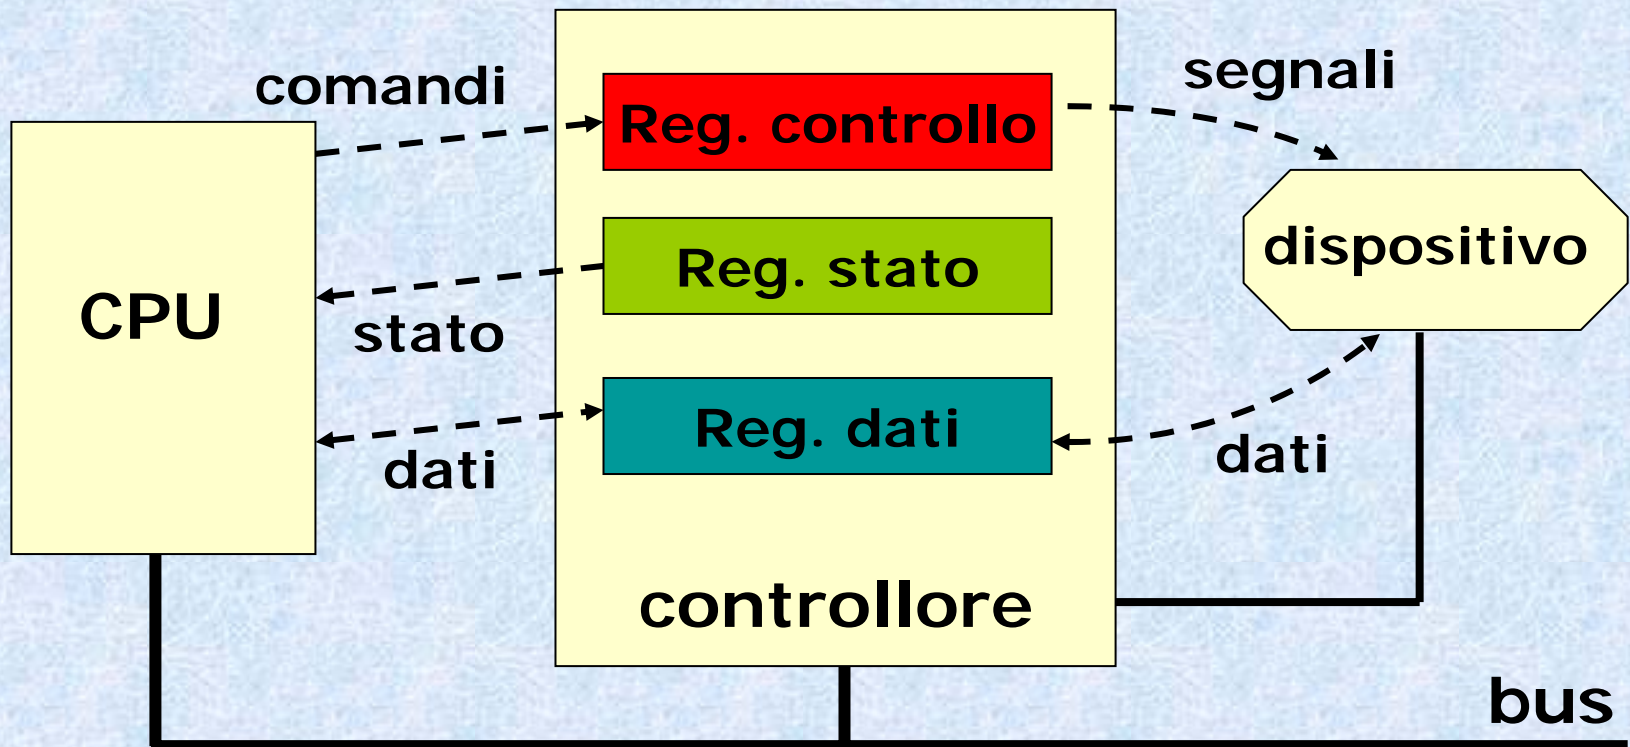 comandi
segnali
Reg. controllo
dispositivo
Reg. stato
CPU
stato
Reg. dati
dati
dati
controllore
bus